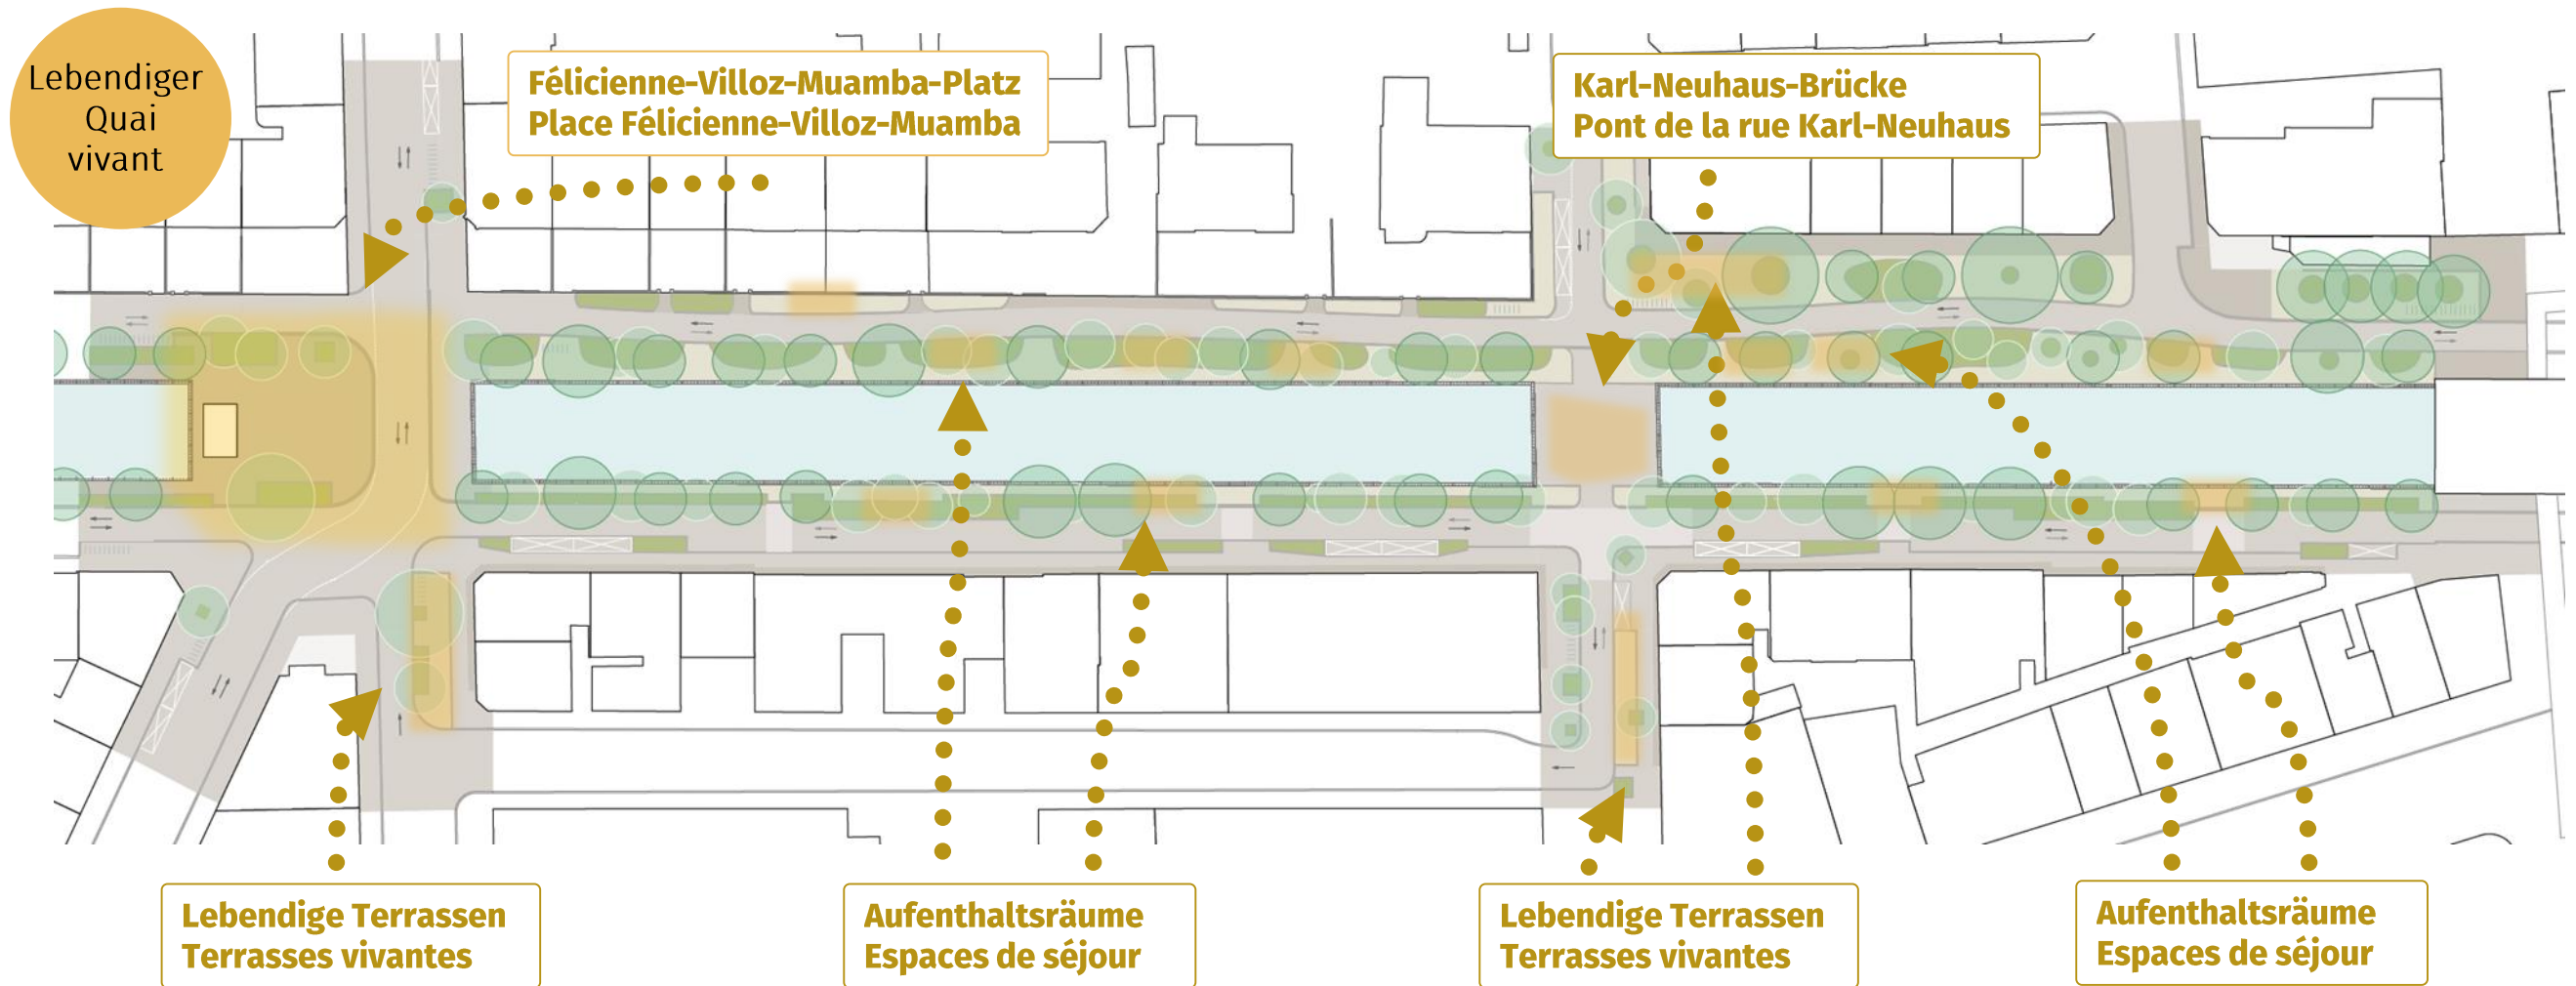 Lebendiger
Quai
vivant
Félicienne-Villoz-Muamba-Platz
Place Félicienne-Villoz-Muamba
Karl-Neuhaus-Brücke
Pont de la rue Karl-Neuhaus
Lebendige Terrassen
Terrasses vivantes
Aufenthaltsräume
Espaces de séjour
Lebendige Terrassen
Terrasses vivantes
Aufenthaltsräume
Espaces de séjour